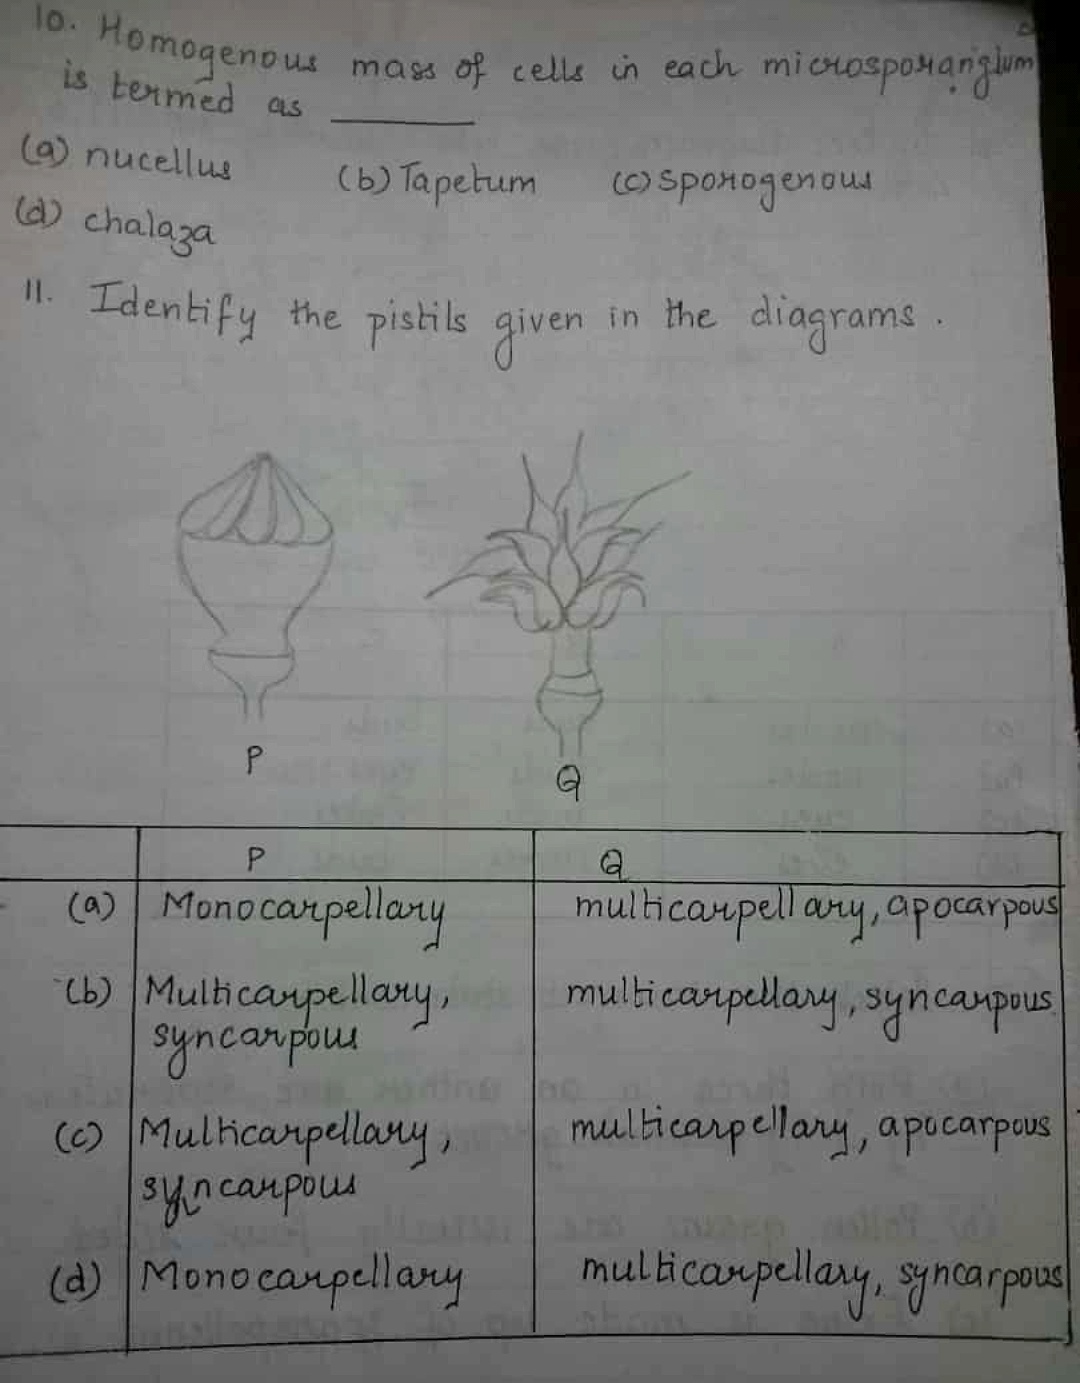 10. Homogenous mass of cells in each microsporangium
is termed as ________
(a) nucellus (b) Tapetum (c) sporogenous
(d) chalaza
11. Identify the pistils given in the diagrams.
P Q
P Q
(a) Monocarpellary multicarpellary, apocarpous
(b) Multicarpellary, multicarpellary, syncarpous
syncarpous
(c) Multicarpellary, multicarpellary, apocarpous
syncarpous
(d) Monocarpellary multicarpellary, syncarpous